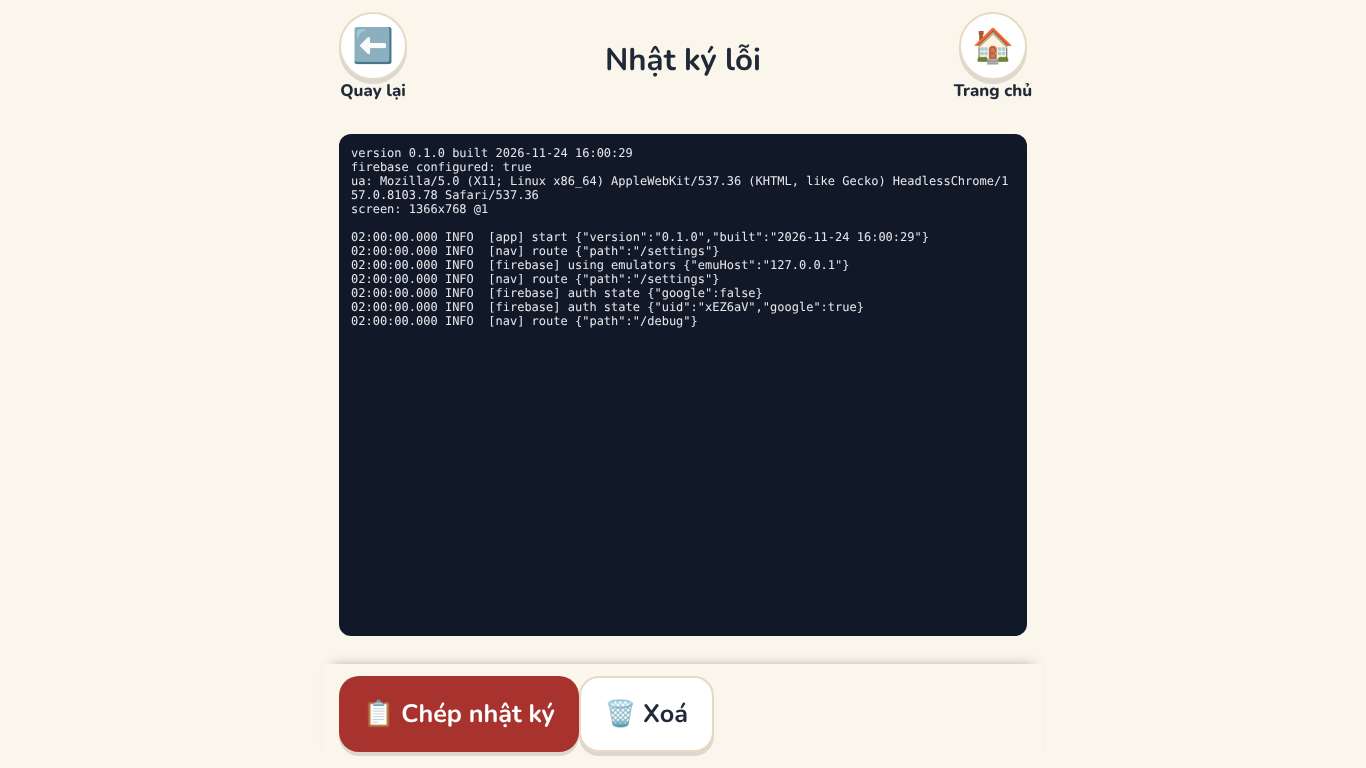 Nhật ký lỗi
Quay lại
Trang chủ
version 0.1.0 built 2026-11-24 16:00:29
firebase configured: true
ua: Mozilla/5.0 (X11; Linux x86_64) AppleWebKit/537.36 (KHTML, like Gecko) HeadlessChrome/1
57.0.8103.78 Safari/537.36
screen: 1366x768 @1
02:00:00.000 INFO  [app] start {"version":"0.1.0","built":"2026-11-24 16:00:29"}
02:00:00.000 INFO  [nav] route {"path":"/settings"}
02:00:00.000 INFO  [firebase] using emulators {"emuHost":"127.0.0.1"}
02:00:00.000 INFO  [nav] route {"path":"/settings"}
02:00:00.000 INFO  [firebase] auth state {"google":false}
02:00:00.000 INFO  [firebase] auth state {"uid":"xEZ6aV","google":true}
02:00:00.000 INFO  [nav] route {"path":"/debug"}
Chép nhật ký
Xoá